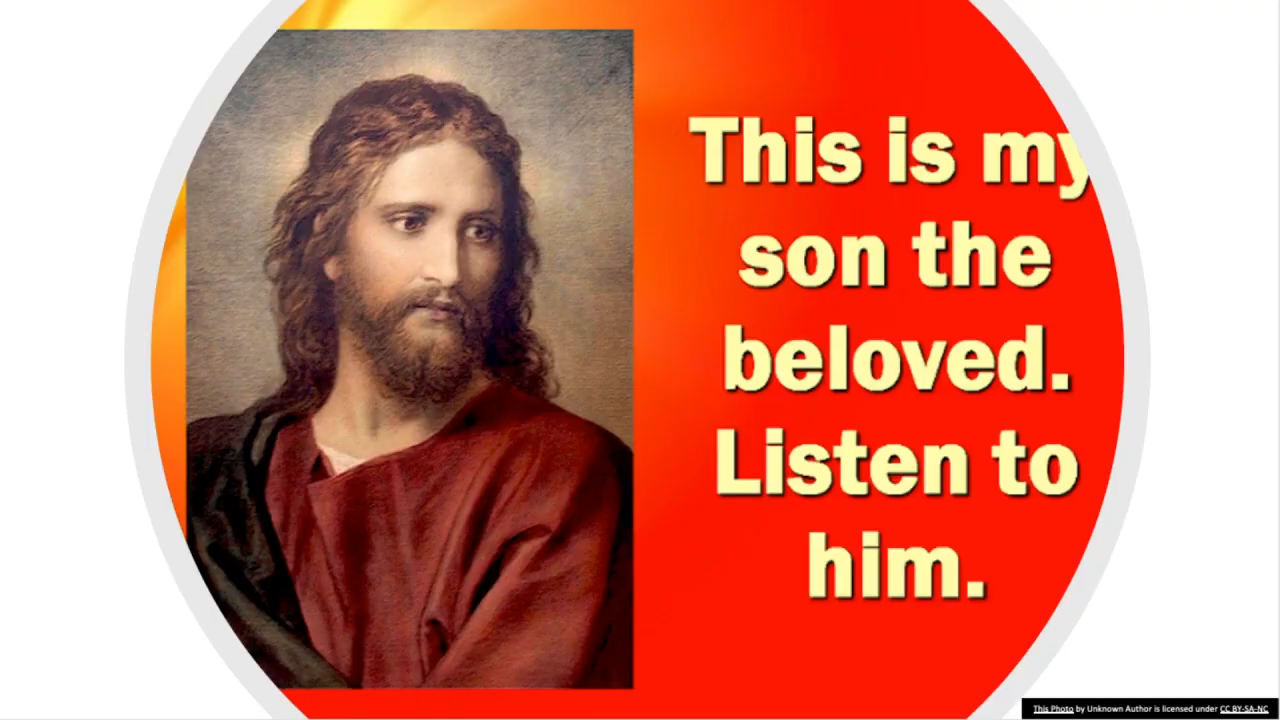 This is my
son the
beloved.
Listen to
him.
This Photo by Unknown Author is licensed under CC BY-SA-NC